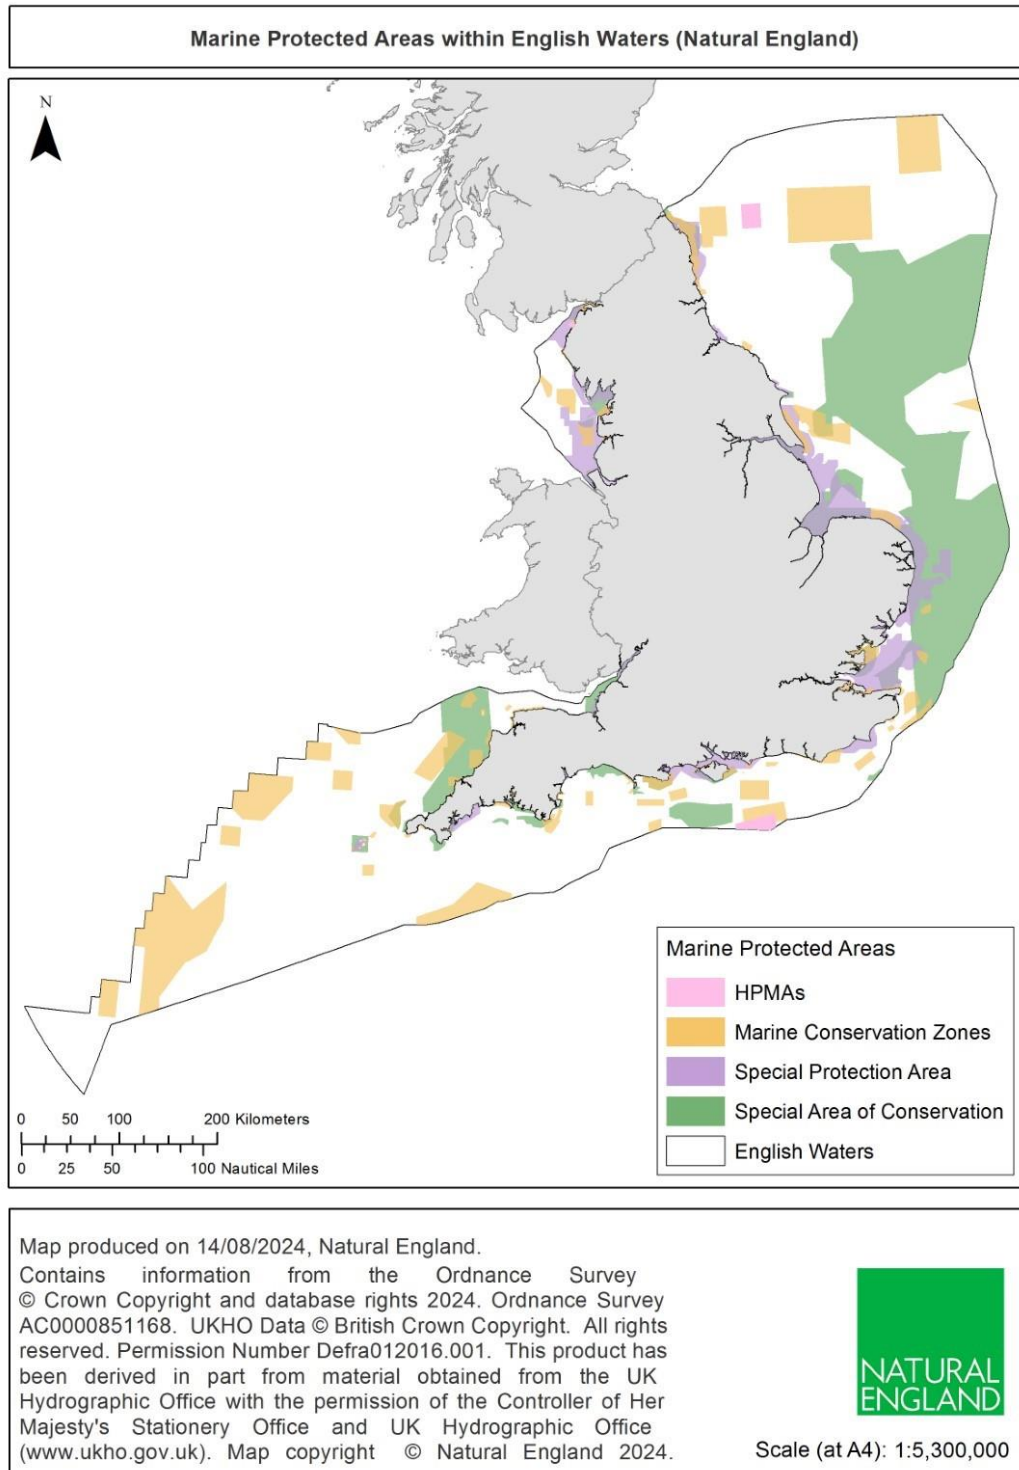 Marine Protected Areas within English Waters (Natural England)
N
Marine Protected Areas
HPMAs
Marine Conservation Zones
Special Protection Area
Special Area of Conservation
English Waters
0 50 100 200 Kilometers
0 25 50 100 Nautical Miles
Map produced on 14/08/2024, Natural England.
Contains information from the Ordnance Survey
© Crown Copyright and database rights 2024. Ordnance Survey
AC0000851168. UKHO Data © British Crown Copyright. All rights
reserved. Permission Number Defra012016.001. This product has
been derived in part from material obtained from the UK
Hydrographic Office with the permission of the Controller of Her
Majesty's Stationery Office and UK Hydrographic Office
(www.ukho.gov.uk). Map copyright © Natural England 2024.
NATURAL
ENGLAND
Scale (at A4): 1:5,300,000